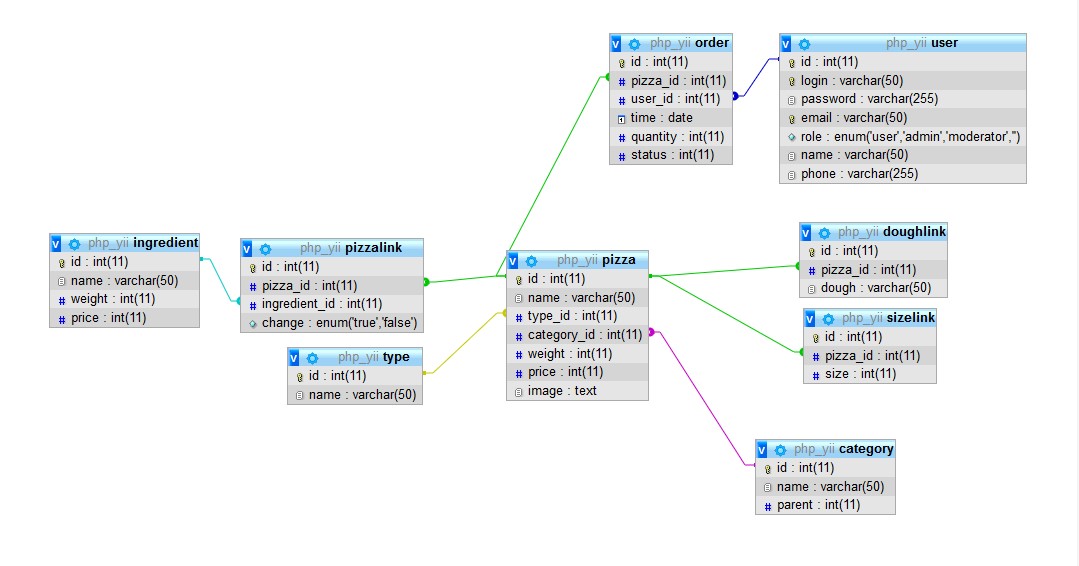 php_yii order
id : int(11)
pizza_id : int(11)
user_id : int(11)
time : date
quantity : int(11)
status : int(11)
php_yii user
id : int(11)
login : varchar(50)
password : varchar(255)
email : varchar(50)
role : enum('user','admin','moderator','')
name : varchar(50)
phone : varchar(255)
php_yii ingredient
id : int(11)
name : varchar(50)
weight : int(11)
price : int(11)
php_yii pizzalink
id : int(11)
pizza_id : int(11)
ingredient_id : int(11)
change : enum('true','false')
php_yii type
id : int(11)
name : varchar(50)
php_yii pizza
id : int(11)
name : varchar(50)
type_id : int(11)
category_id : int(11)
weight : int(11)
price : int(11)
image : text
php_yii doughlink
id : int(11)
pizza_id : int(11)
dough : varchar(50)
php_yii sizelink
id : int(11)
pizza_id : int(11)
size : int(11)
php_yii category
id : int(11)
name : varchar(50)
parent : int(11)